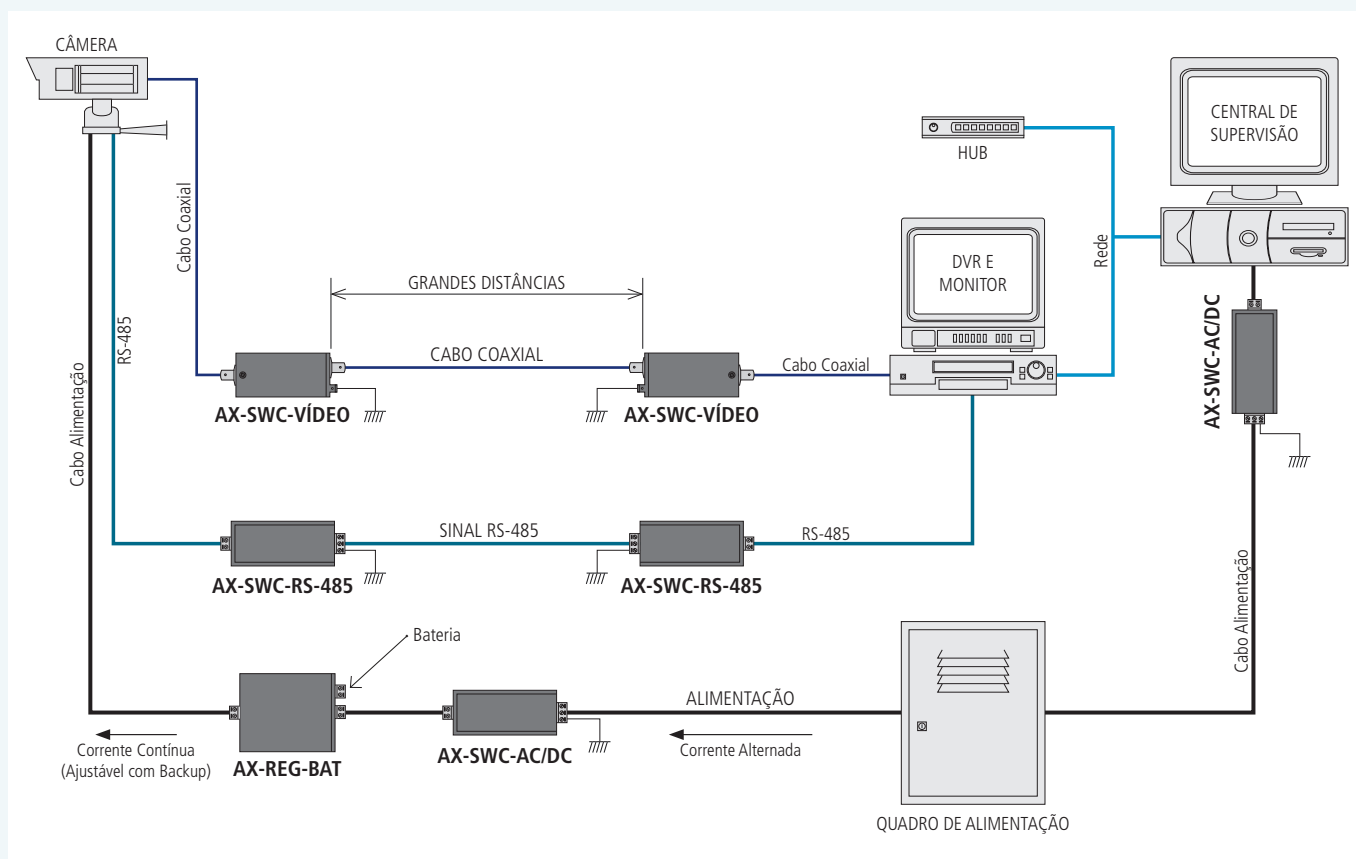 CÂMERA
CENTRAL DE
SUPERVISÃO
HUB
Cabo Coaxial
Rede
DVR E
MONITOR
GRANDES DISTÂNCIAS
RS-485
CABO COAXIAL
Cabo Coaxial
AX-SWC-AC/DC
AX-SWC-VÍDEO
AX-SWC-VÍDEO
Cabo Alimentação
SINAL RS-485
RS-485
AX-SWC-RS-485
AX-SWC-RS-485
Cabo Alimentação
Bateria
ALIMENTAÇÃO
Corrente Contínua
(Ajustável com Backup)
AX-REG-BAT
AX-SWC-AC/DC
Corrente Alternada
QUADRO DE ALIMENTAÇÃO